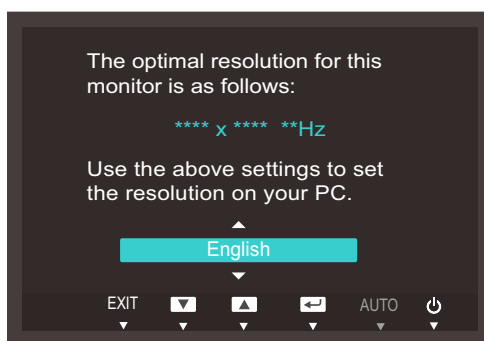 The optimal resolution for this
monitor is as follows:
**** x ****  **Hz
Use the above settings to set
the resolution on your PC.
English
EXIT
AUTO